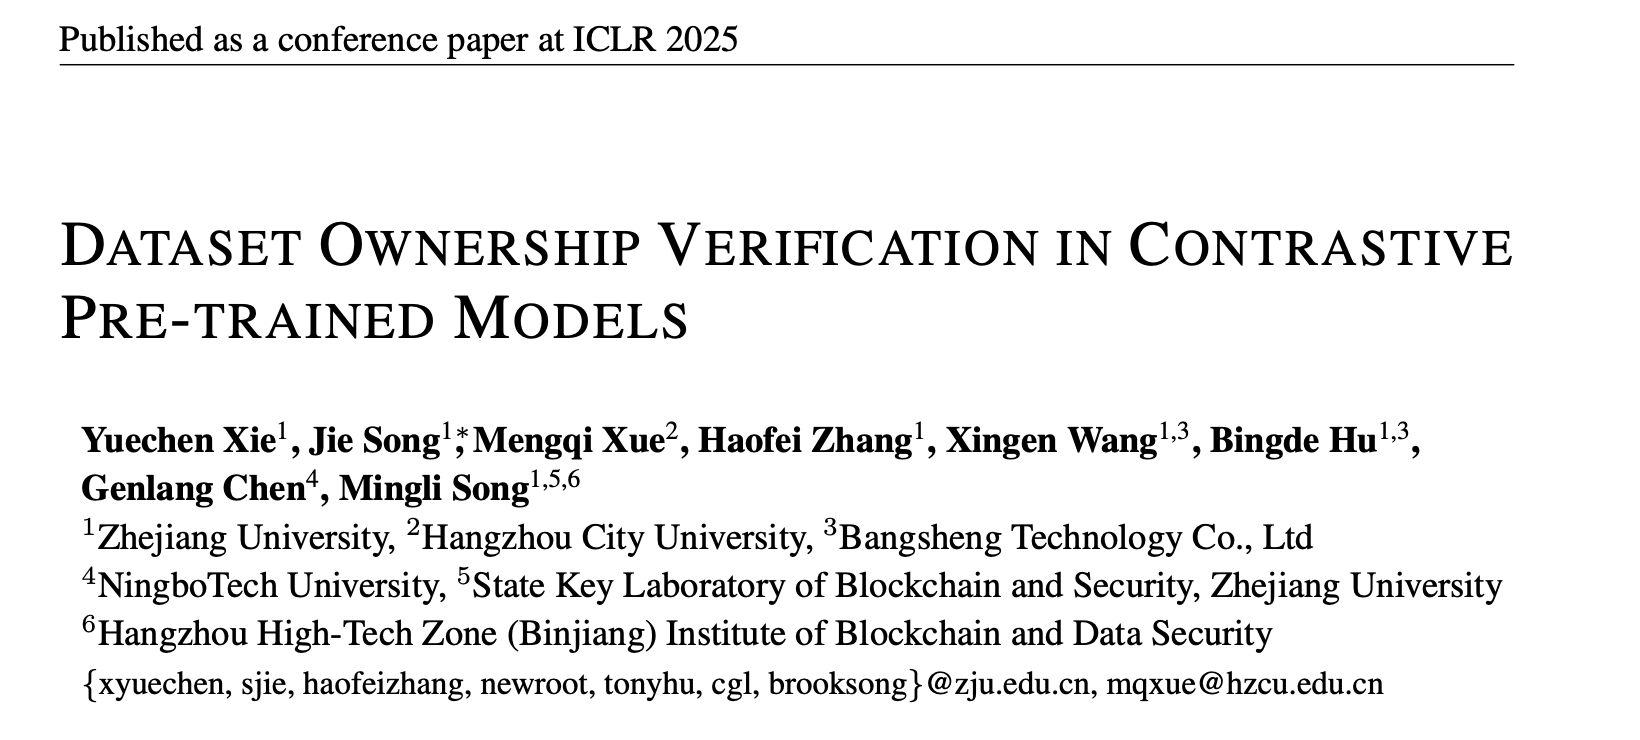 Published as a conference paper at ICLR 2025
DATASET OWNERSHIP VERIFICATION IN CONTRASTIVE
PRE-TRAINED MODELS
Yuechen Xie¹, Jie Song¹*, Mengqi Xue², Haofei Zhang¹, Xingen Wang¹,³, Bingde Hu¹,³,
Genlang Chen⁴, Mingli Song¹,⁵,⁶
¹Zhejiang University, ²Hangzhou City University, ³Bangsheng Technology Co., Ltd
⁴NingboTech University, ⁵State Key Laboratory of Blockchain and Security, Zhejiang University
⁶Hangzhou High-Tech Zone (Binjiang) Institute of Blockchain and Data Security
{xyuechen, sjie, haofeizhang, newroot, tonyhu, cgl, brooksong}@zju.edu.cn, mqxue@hzcu.edu.cn